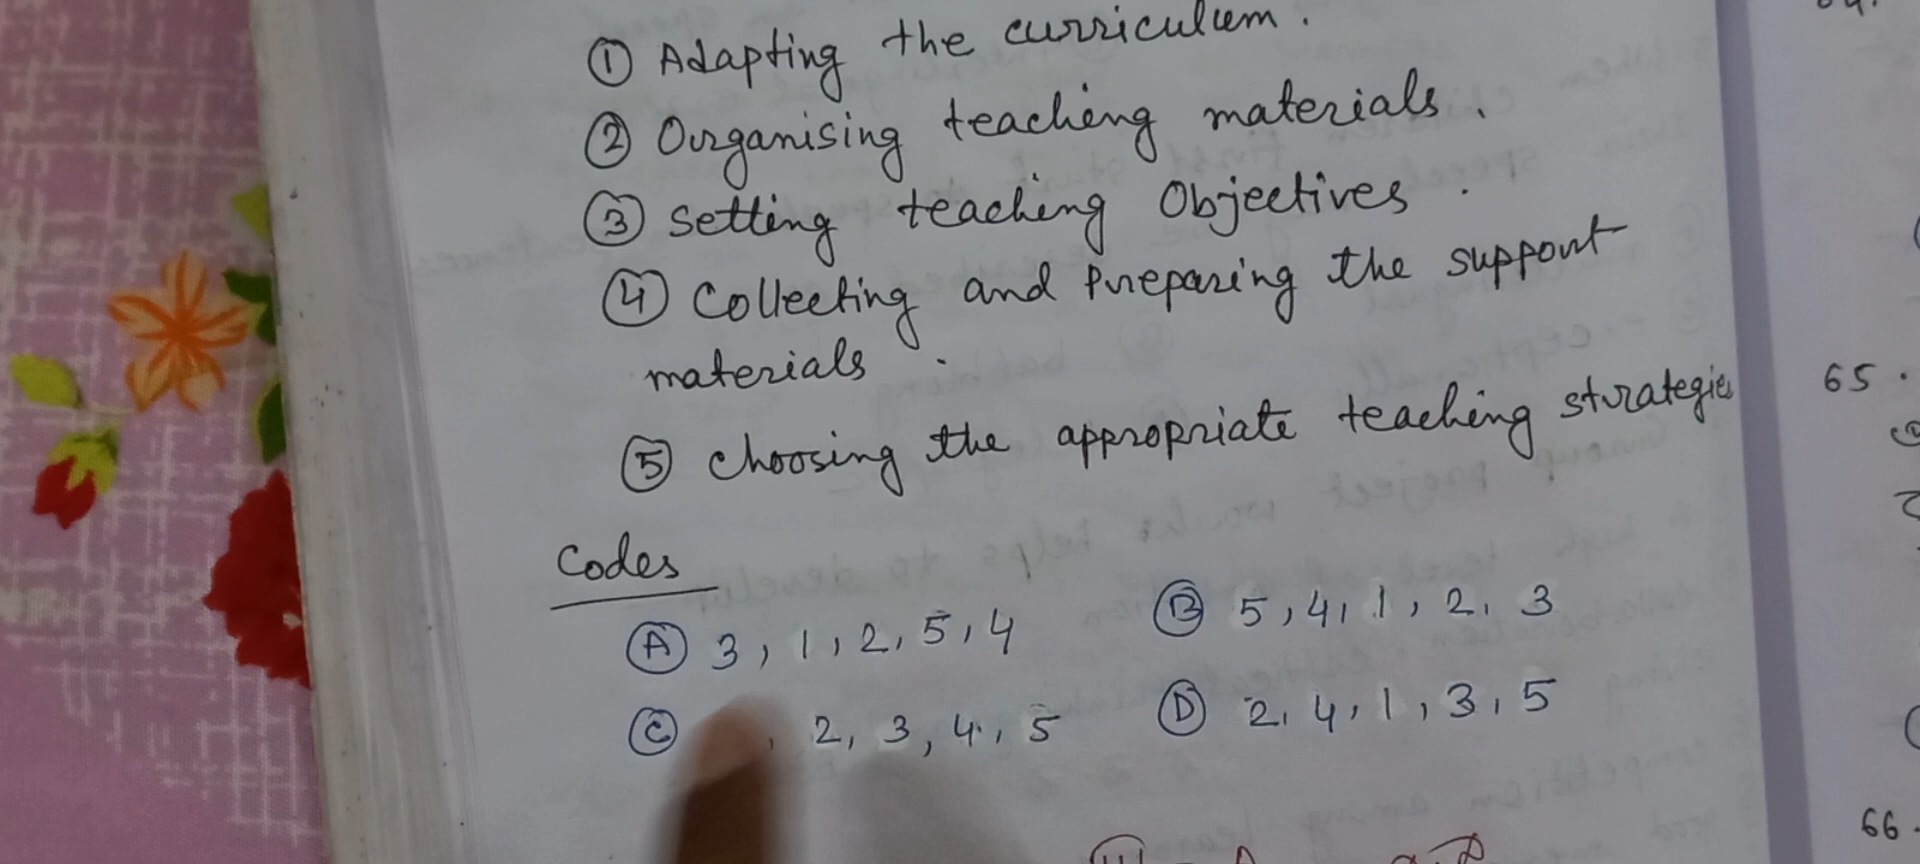 ① Adapting the curriculum.
② Organising teaching materials.
③ Setting teaching Objectives.
④ Collecting and Preparing the support
materials.
⑤ choosing the appropriate teaching strategies
65.
Codes
Ⓐ 3, 1, 2, 5, 4 Ⓑ 5, 4, 1, 2, 3
Ⓒ , 2, 3, 4, 5 Ⓓ 2, 4, 1, 3, 5
66.